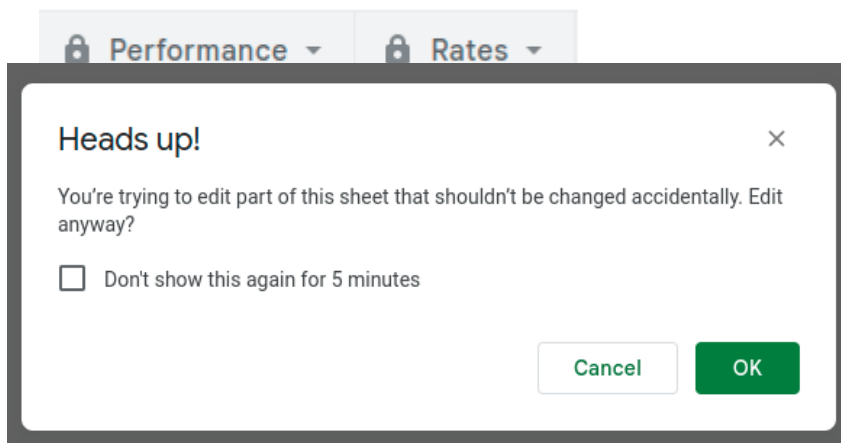 Performance Rates
Heads up!
You're trying to edit part of this sheet that shouldn't be changed accidentally. Edit
anyway?
Don't show this again for 5 minutes
Cancel OK